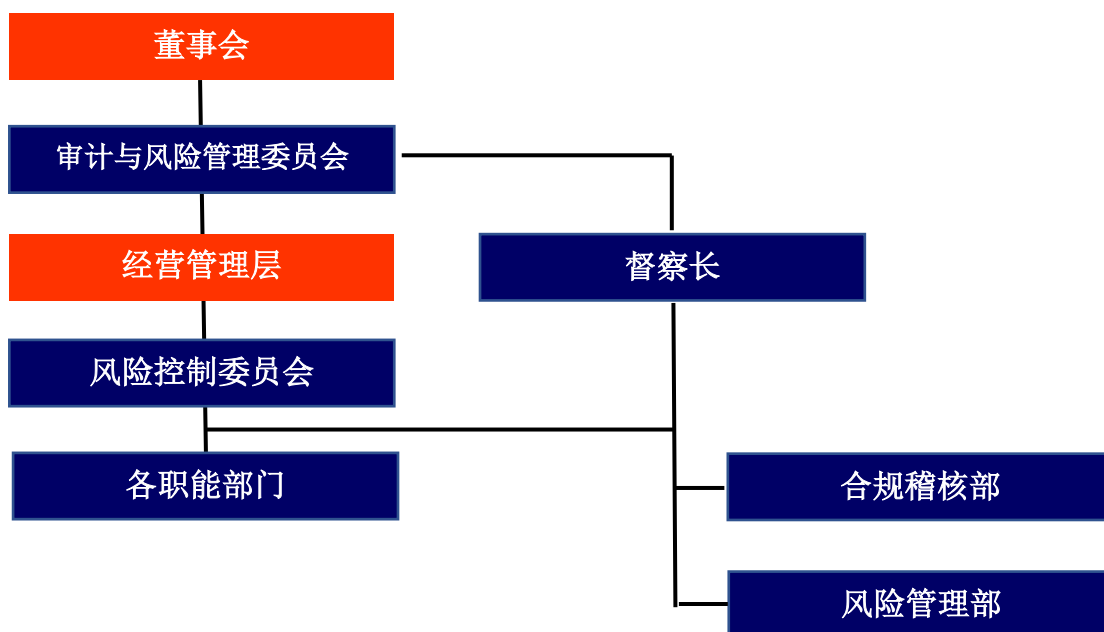 董事会
审计与风险管理委员会
经营管理层
督察长
风险控制委员会
各职能部门
合规稽核部
风险管理部